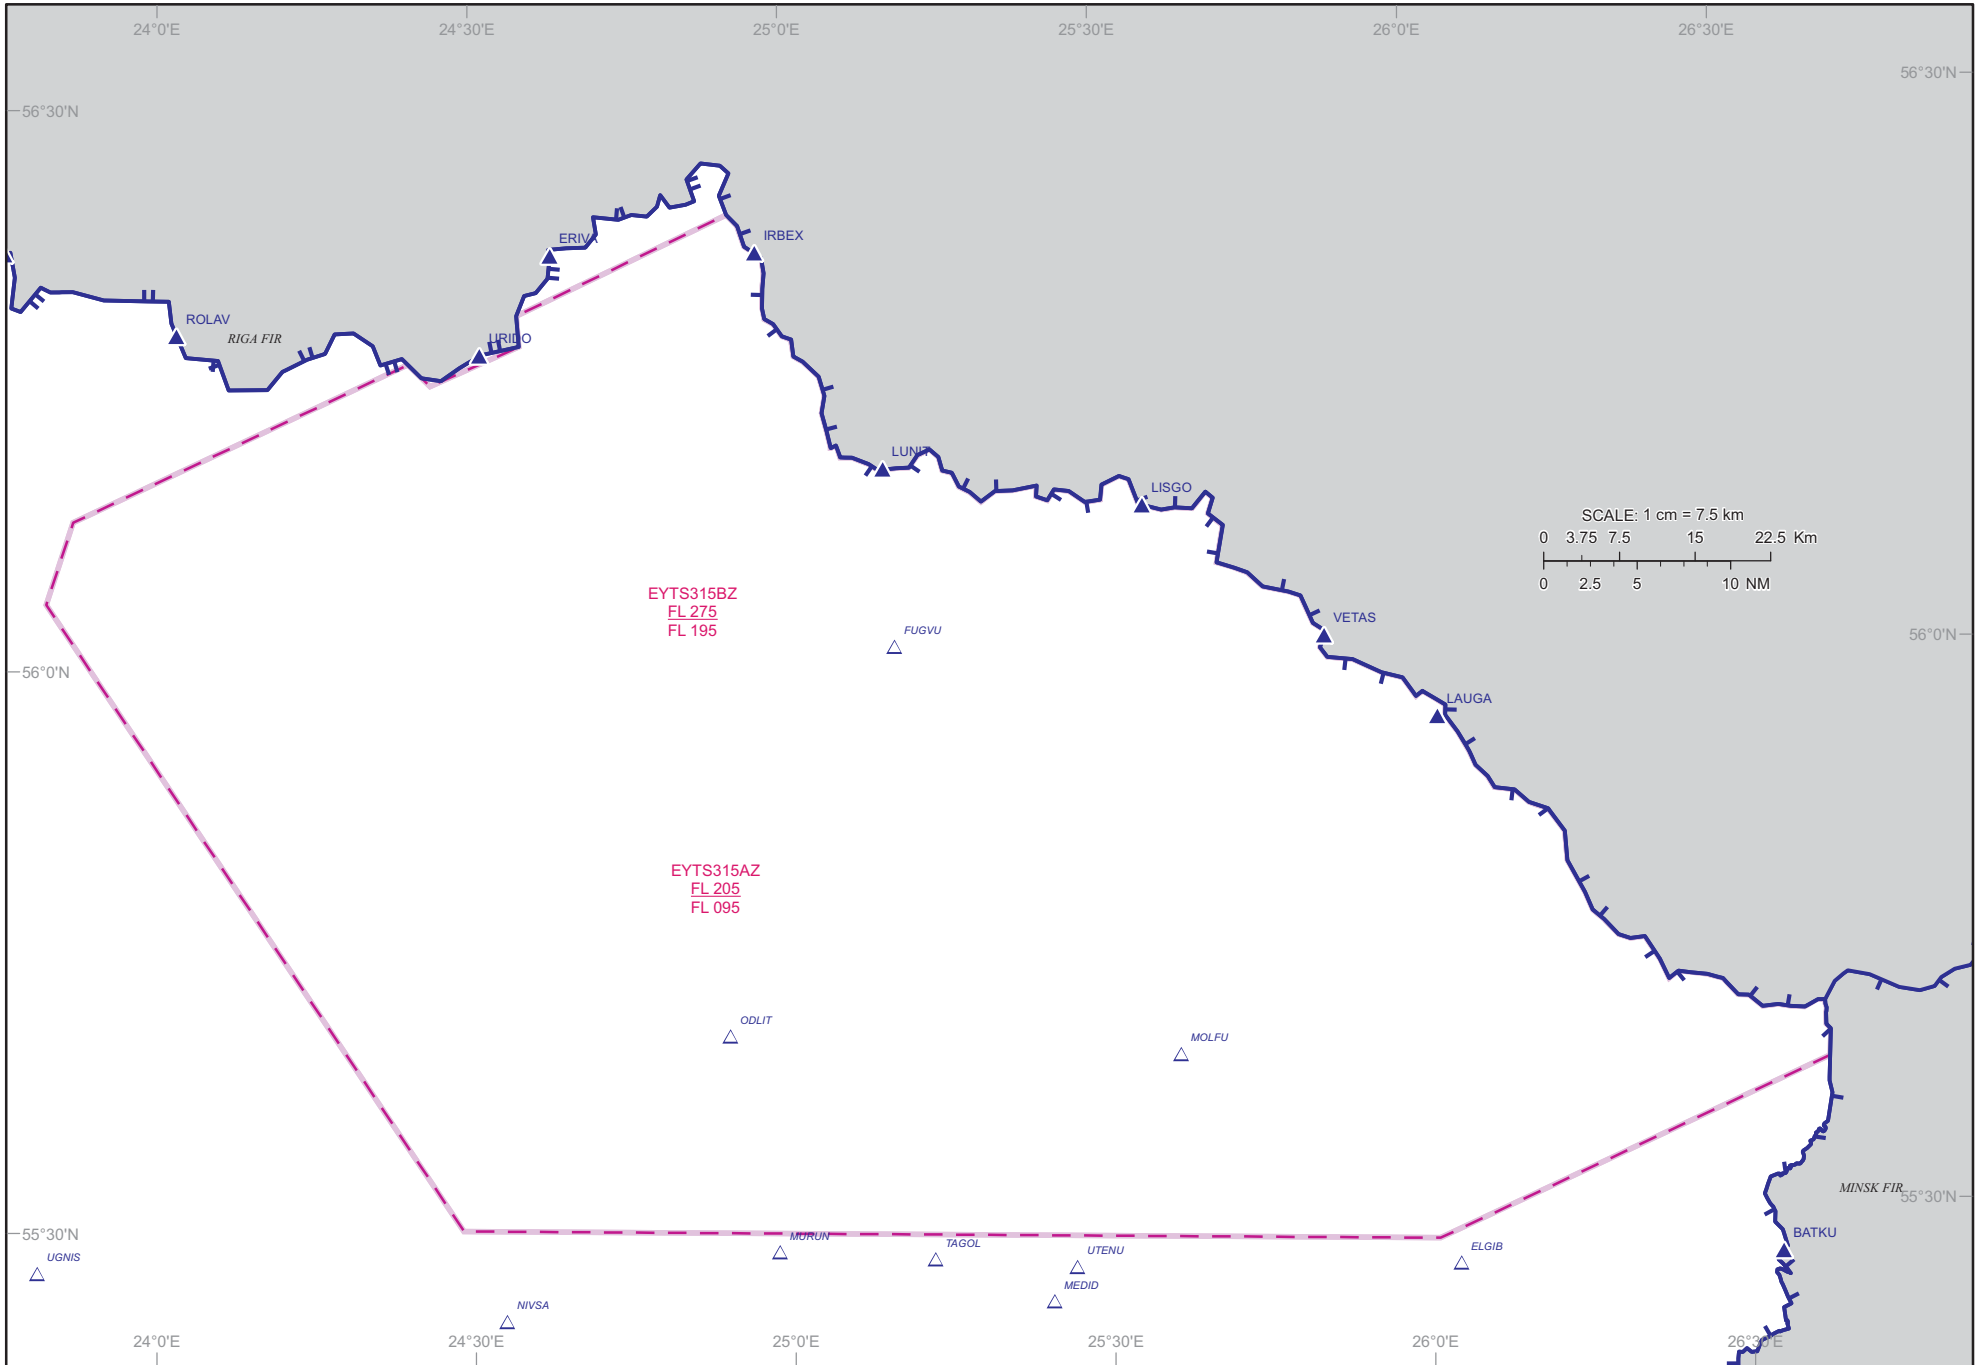 24°0'E 24°30'E 25°0'E 25°30'E 26°0'E 26°30'E
56°30'N
56°30'N
IRBEX
ERIVA
ROLAV
RIGA FIR
URIDO
LUNIT
LISGO
SCALE: 1 cm = 7.5 km
0 3.75 7.5 15 22.5 Km
0 2.5 5 10 NM
EYTS315BZ
FL 275
FL 195
VETAS
FUGVU
56°0'N
56°0'N
LAUGA
EYTS315AZ
FL 205
FL 095
ODLIT
MOLFU
MINSK FIR
55°30'N
55°30'N
BATKU
MURUN
TAGOL
UTENU
ELGIB
UGNIS
MEDID
NIVSA
24°0'E 24°30'E 25°0'E 25°30'E 26°0'E 26°30'E